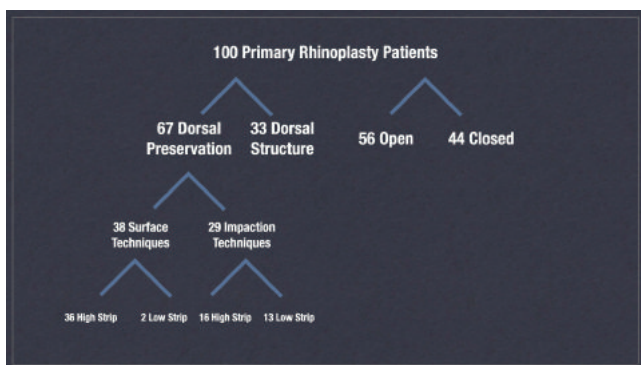 100 Primary Rhinoplasty Patients
67 Dorsal
Preservation
33 Dorsal
Structure
56 Open
44 Closed
38 Surface
Techniques
29 Impaction
Techniques
36 High Strip
2 Low Strip
16 High Strip
13 Low Strip